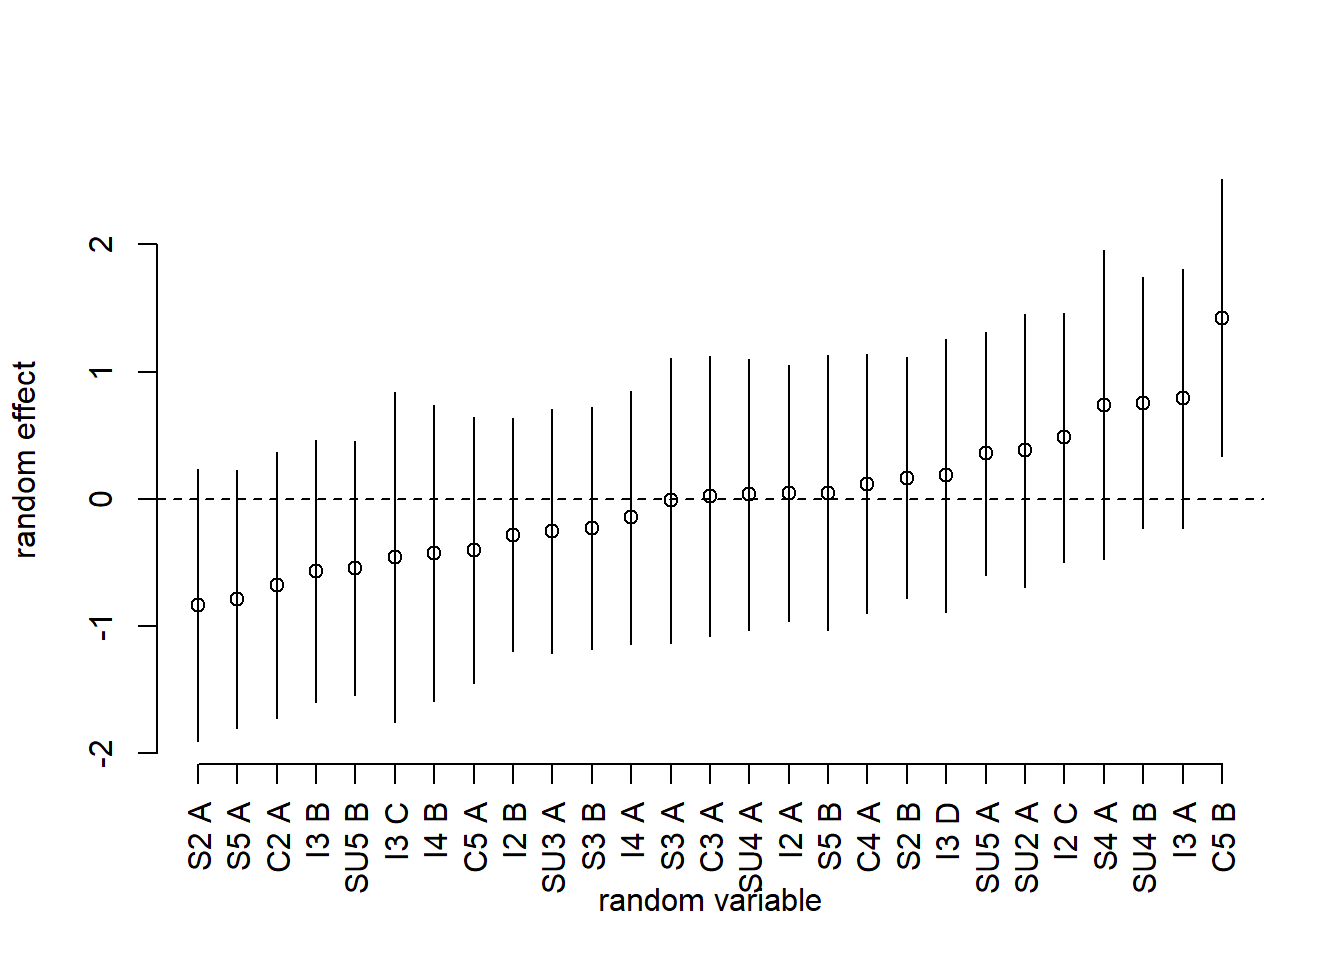 random effect
2
1
0
-1
-2
S2 A
S5 A
C2 A
I3 B
SU5 B
I3 C
I4 B
C5 A
I2 B
SU3 A
S3 B
I4 A
S3 A
C3 A
SU4 A
I2 A
S5 B
C4 A
S2 B
I3 D
SU5 A
SU2 A
I2 C
S4 A
SU4 B
I3 A
C5 B
random variable